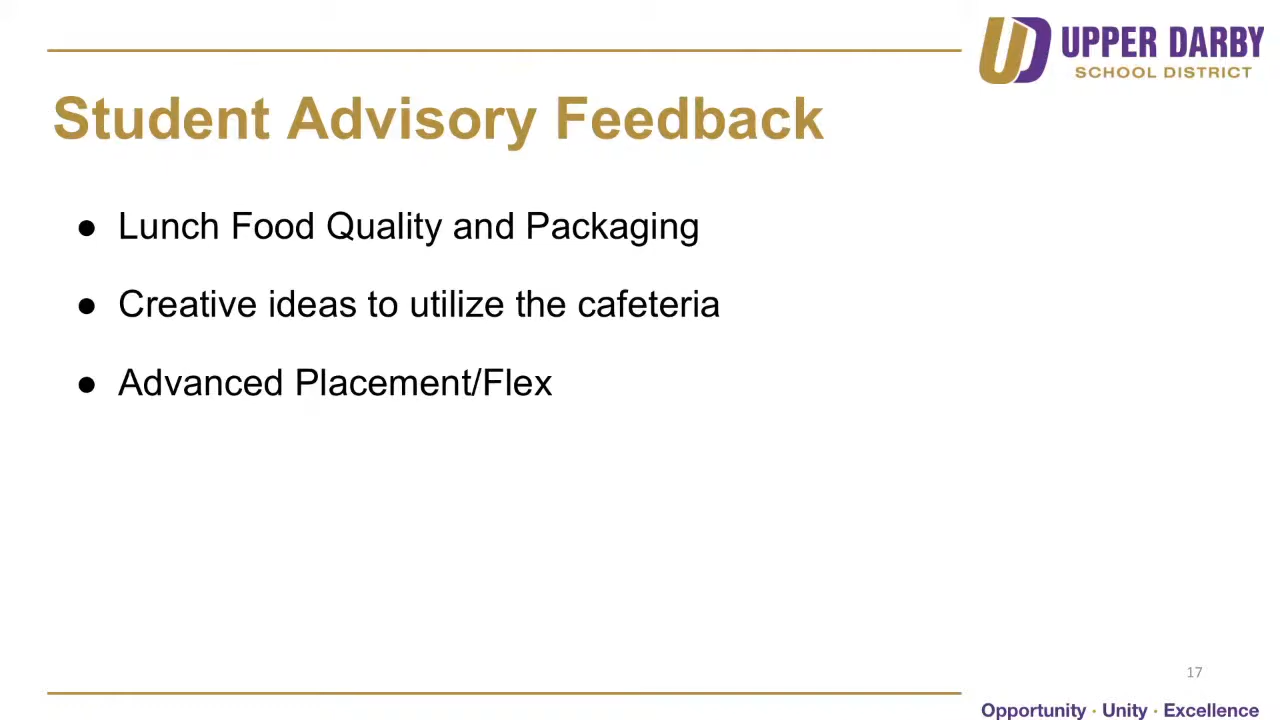 UD UPPER DARBY
SCHOOL DISTRICT
Student Advisory Feedback
● Lunch Food Quality and Packaging
● Creative ideas to utilize the cafeteria
● Advanced Placement/Flex
17
Opportunity · Unity · Excellence